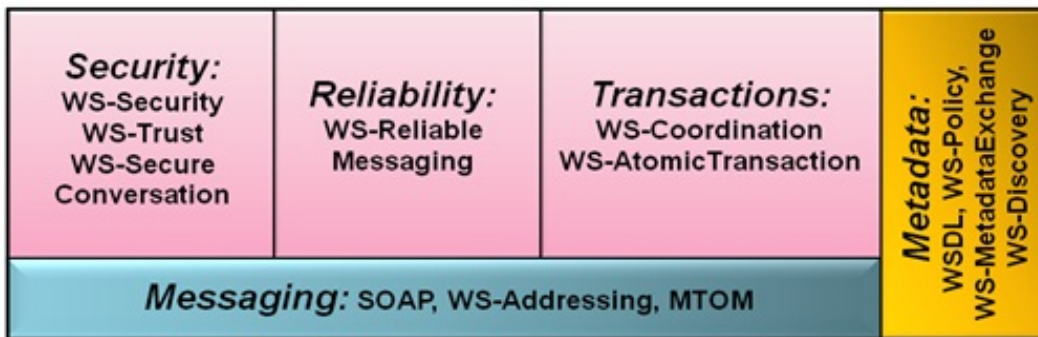 Security:
WS-Security
WS-Trust
WS-Secure
Conversation
Reliability:
WS-Reliable
Messaging
Transactions:
WS-Coordination
WS-AtomicTransaction
Messaging: SOAP, WS-Addressing, MTOM
Metadata:
WSDL, WS-Policy,
WS-MetadataExchange
WS-Discovery